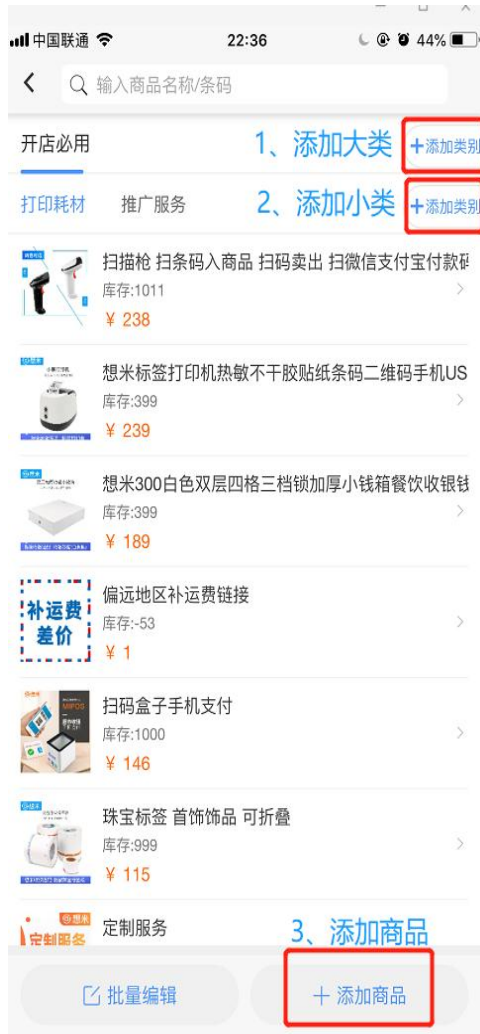 中国联通 22:36 44%
输入商品名称/条码
开店必用 1、添加大类 +添加类别
打印耗材 推广服务 2、添加小类 +添加类别
扫描枪 扫条码入商品 扫码卖出 扫微信支付宝付款码
库存:1011
¥ 238
想米标签打印机热敏不干胶贴纸条码二维码手机US
库存:399
¥ 239
想米300白色双层四格三档锁加厚小钱箱餐饮收银钱
库存:399
¥ 189
补运费
差价
偏远地区补运费链接
库存:-53
¥ 1
扫码盒子手机支付
库存:1000
¥ 146
珠宝标签 首饰饰品 可折叠
库存:999
¥ 115
想米
定制服务
定制服务
3、添加商品
批量编辑 + 添加商品